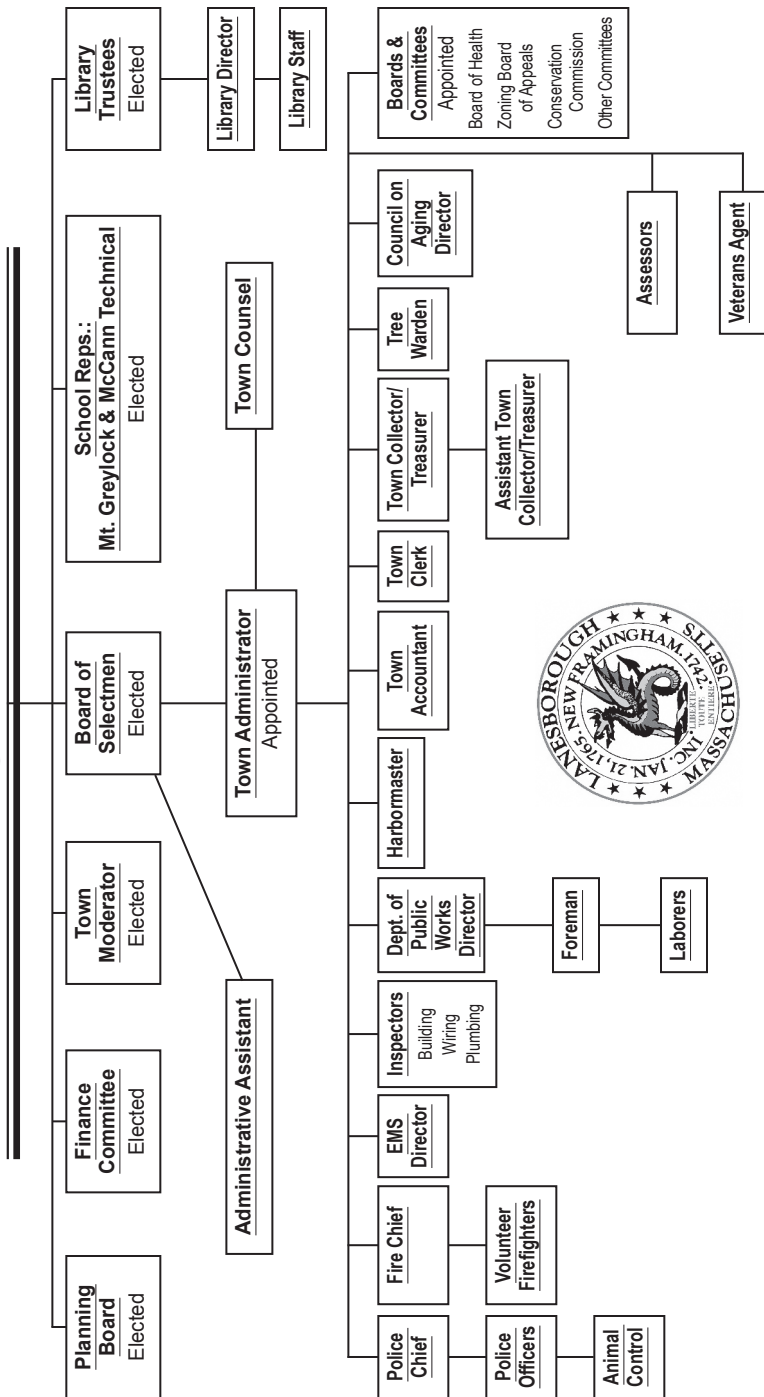 Planning
Board
Elected
Finance
Committee
Elected
Town
Moderator
Elected
Board of
Selectmen
Elected
School Reps.:
Mt. Greylock & McCann Technical
Elected
Library
Trustees
Elected
Library Director
Library Staff
Administrative Assistant
Town Administrator
Appointed
Town Counsel
Police
Chief
Police
Officers
Animal
Control
Fire Chief
Volunteer
Firefighters
EMS
Director
Inspectors
Building
Wiring
Plumbing
Dept. of
Public
Works
Director
Foreman
Laborers
Harbormaster
Town
Accountant
Town
Clerk
Town Collector/
Treasurer
Assistant Town
Collector/Treasurer
Tree
Warden
Council on
Aging
Director
Boards &
Committees
Appointed
Board of Health
Zoning Board
of Appeals
Conservation
Commission
Other Committees
Assessors
Veterans Agent
LANESBOROUGH
MASSACHUSETTS
INC. JAN. 21, 1765. NEW FRAMINGHAM. 1742.
LIBERTE
TOUTE
ENTIERE